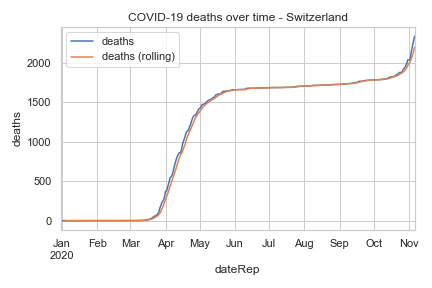 COVID-19 deaths over time - Switzerland
deaths
deaths (rolling)
2000
1500
1000
500
0
deaths
Jan Feb Mar Apr May Jun Jul Aug Sep Oct Nov
2020
dateRep